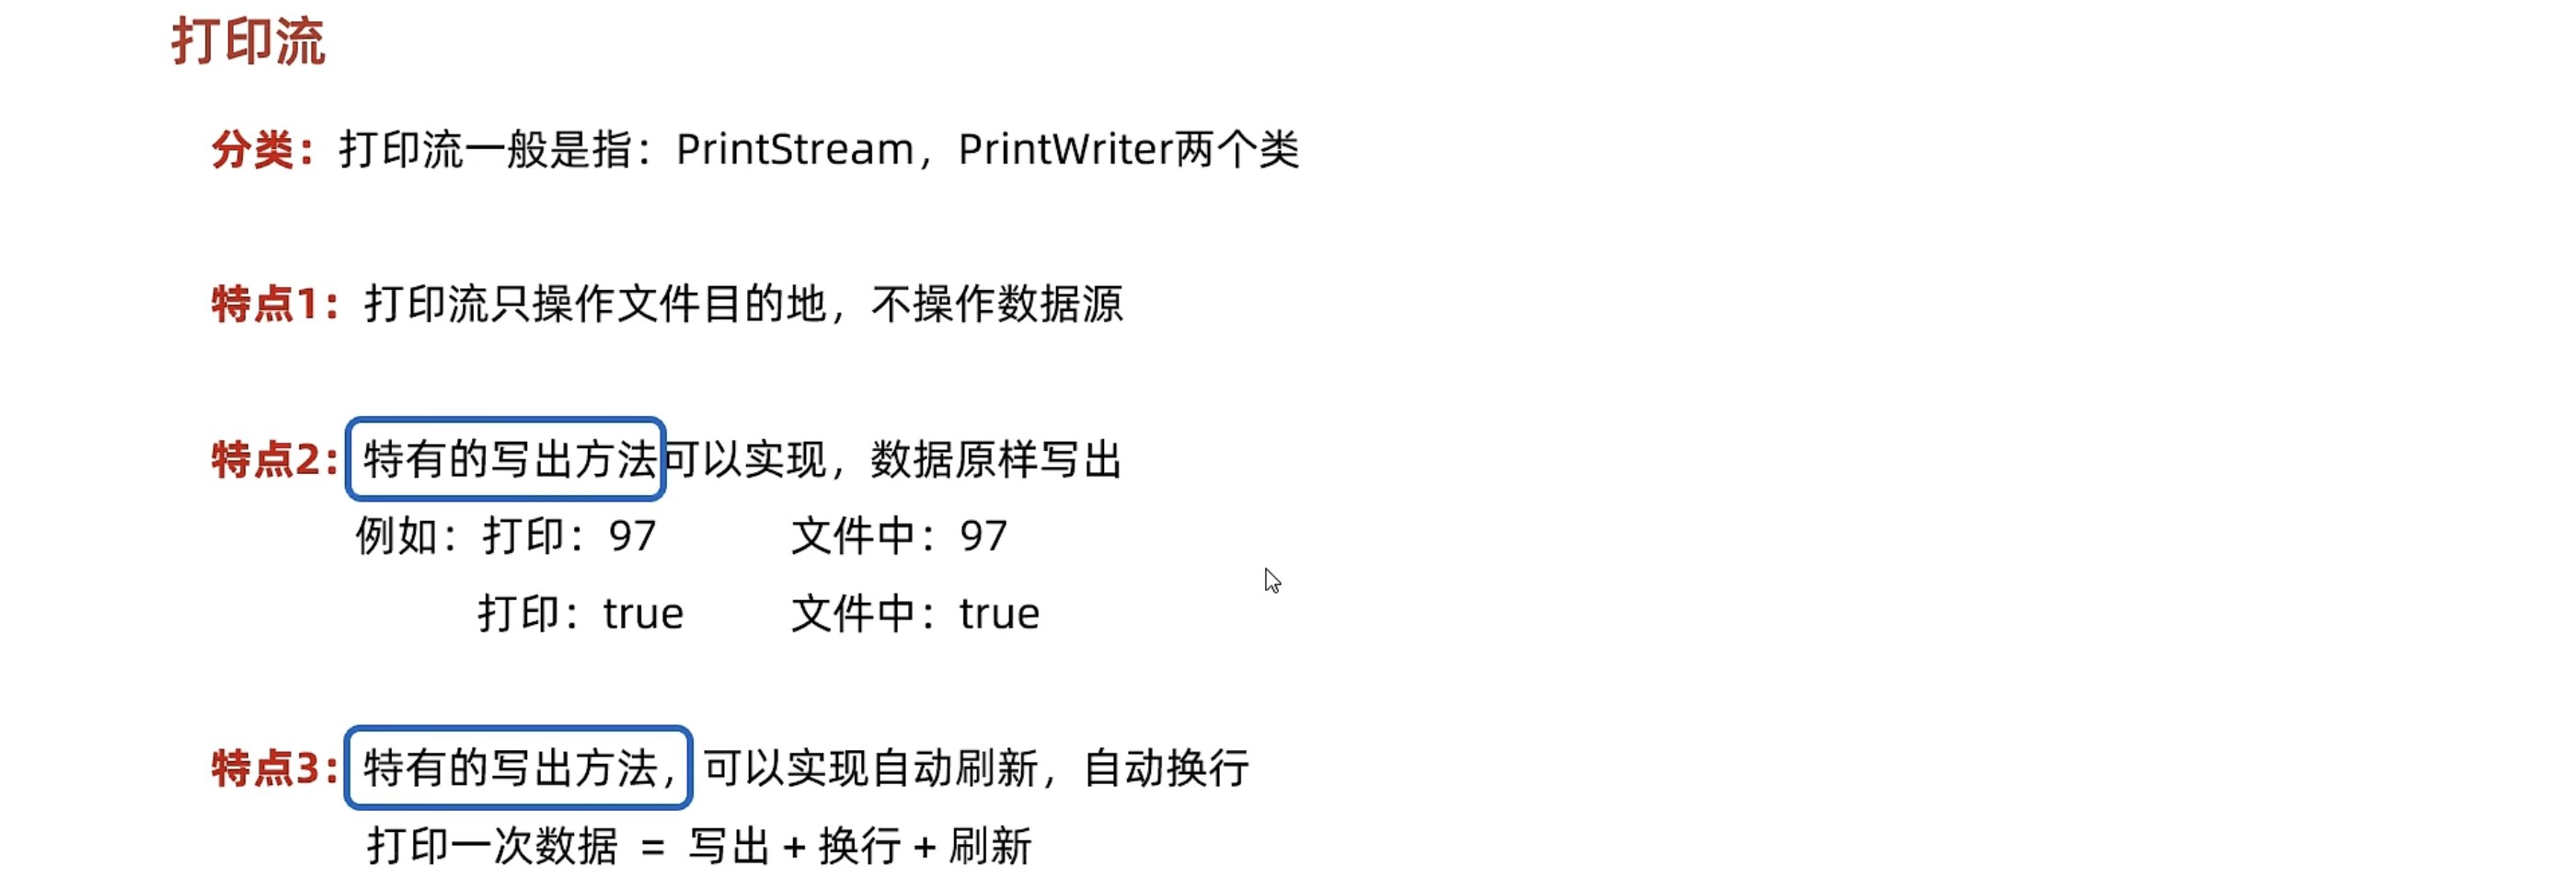 打印流
分类：打印流一般是指：PrintStream，PrintWriter两个类
特点1：打印流只操作文件目的地，不操作数据源
特点2：特有的写出方法可以实现，数据原样写出
例如：打印：97 文件中：97
打印：true 文件中：true
特点3：特有的写出方法，可以实现自动刷新，自动换行
打印一次数据 = 写出 + 换行 + 刷新